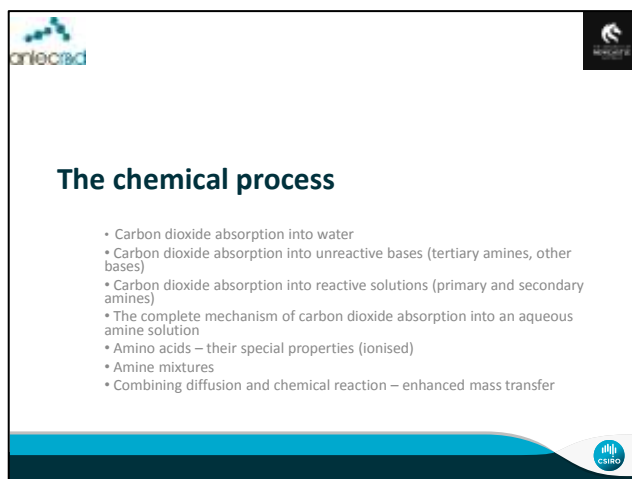 anlecr&d
The chemical process
• Carbon dioxide absorption into water
• Carbon dioxide absorption into unreactive bases (tertiary amines, other
bases)
• Carbon dioxide absorption into reactive solutions (primary and secondary
amines)
• The complete mechanism of carbon dioxide absorption into an aqueous
amine solution
• Amino acids – their special properties (ionised)
• Amine mixtures
• Combining diffusion and chemical reaction – enhanced mass transfer
CSIRO